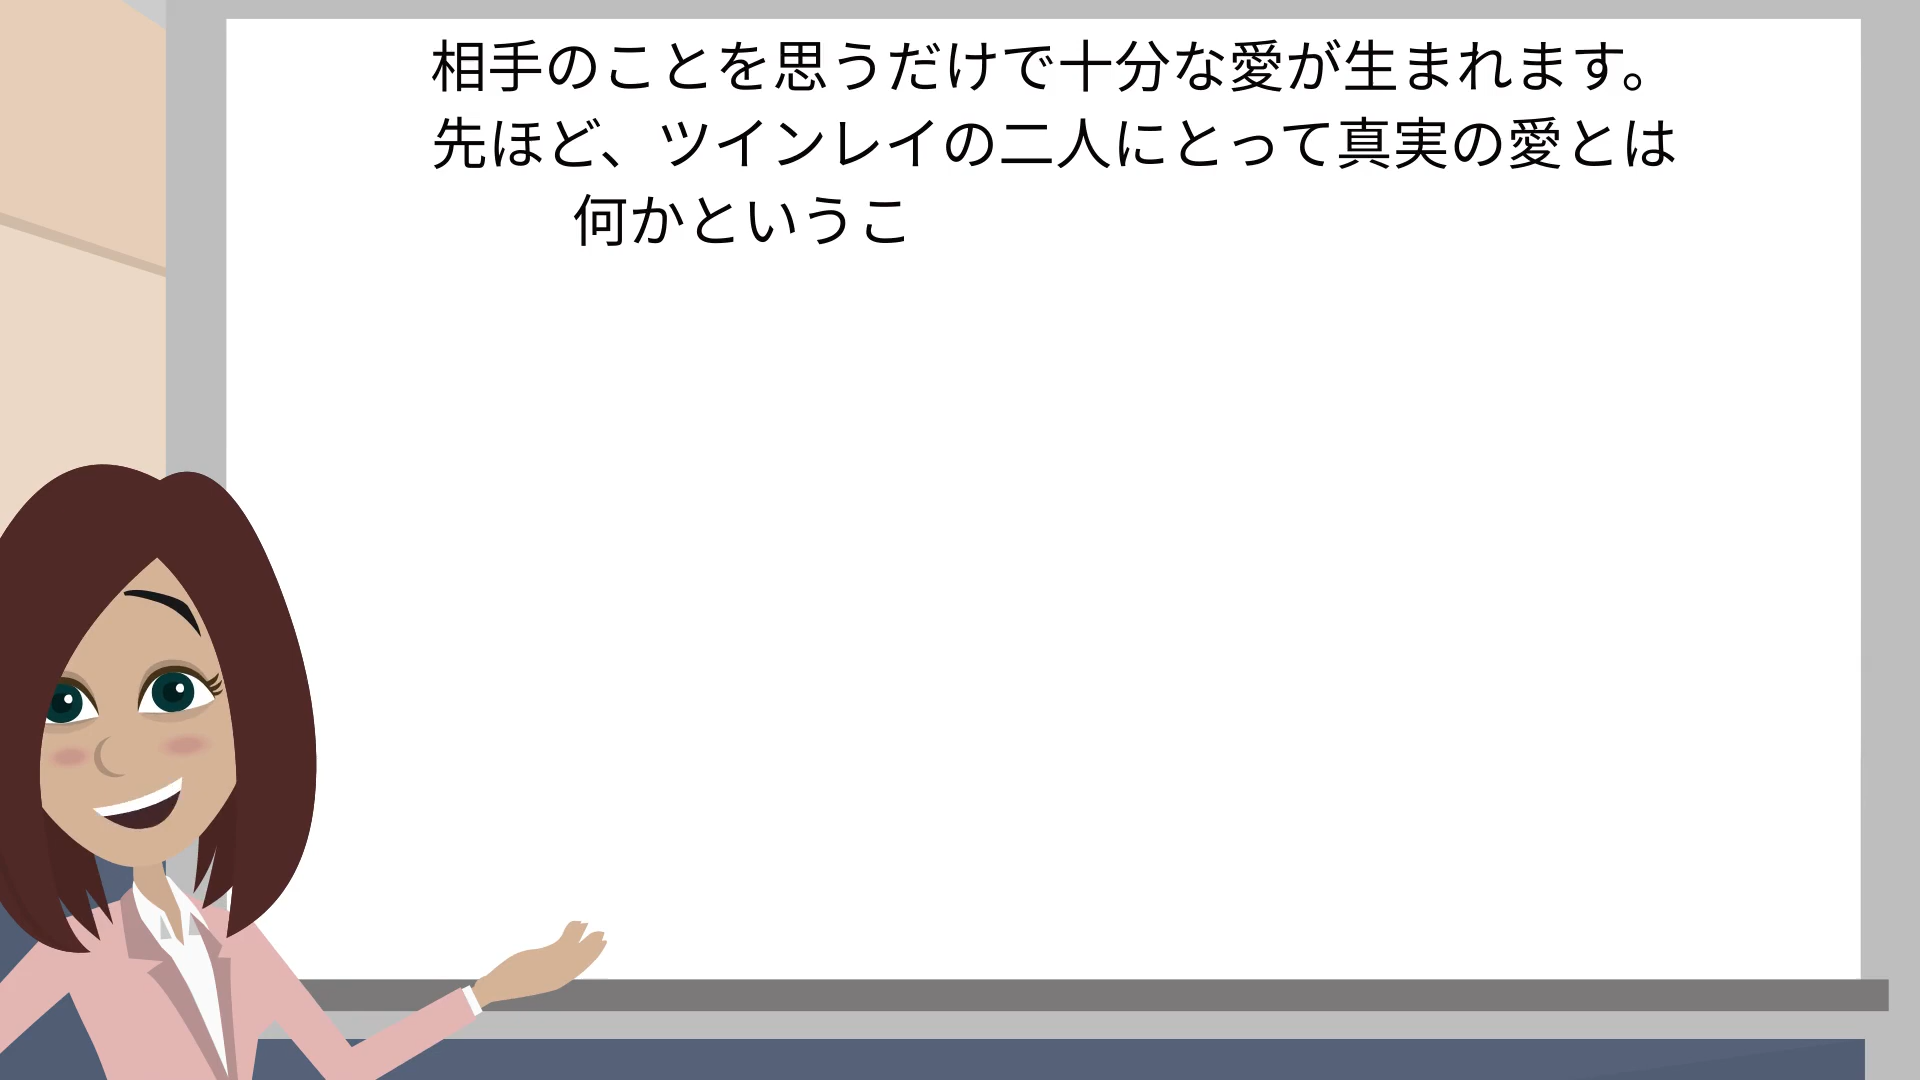 相手のことを思うだけで十分な愛が生まれます。
先ほど、ツインレイの二人にとって真実の愛とは
何かというこ